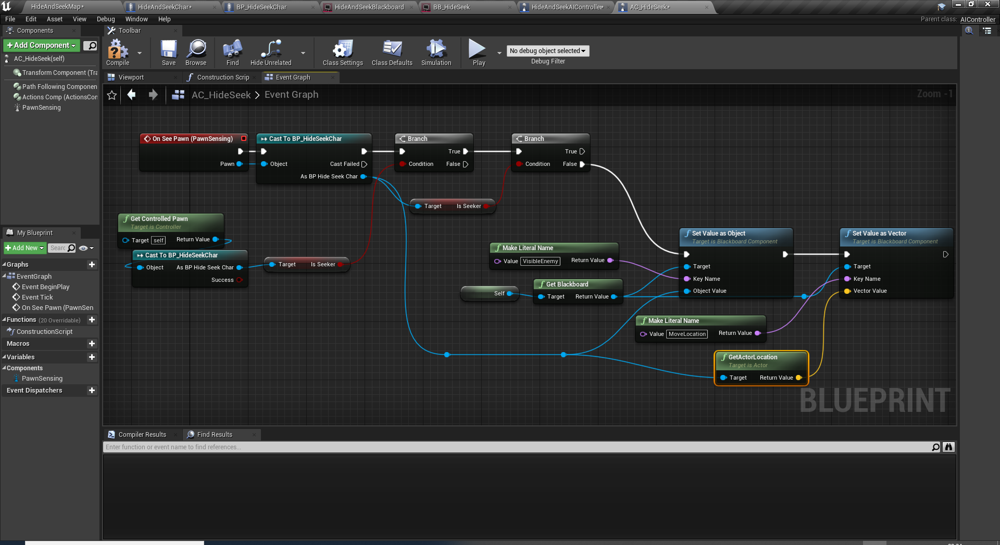 HideAndSeekMap*
HideAndSeekChar*
BP_HideSeekChar
HideAndSeekBlackboard
BB_HideSeek
HideAndSeekAIController*
AC_HideSeek*
File Edit Asset View Debug Window Help
Parent class: AIController
Components
Toolbar
+Add Component
Compile
Save
Browse
Find
Hide Unrelated
Class Settings
Class Defaults
Simulation
Play
No debug object selected
Debug Filter
AC_HideSeek(self)
Transform Component (Tra
Path Following Componen
Actions Comp (ActionsCon
PawnSensing
Viewport
Construction Scrip
Event Graph
AC_HideSeek > Event Graph
Zoom -1
On See Pawn (PawnSensing)
Pawn
Cast To BP_HideSeekChar
Object
Cast Failed
As BP Hide Seek Char
Branch
True
Condition
False
Branch
True
Condition
False
Target Is Seeker
Get Controlled Pawn
Target is Controller
Target self Return Value
Cast To BP_HideSeekChar
Object As BP Hide Seek Char
Success
Target Is Seeker
Make Literal Name
Value VisibleEnemy Return Value
Self
Get Blackboard
Target Return Value
Set Value as Object
Target is Blackboard Component
Target
Key Name
Object Value
Set Value as Vector
Target is Blackboard Component
Target
Key Name
Vector Value
Make Literal Name
Value MoveLocation Return Value
GetActorLocation
Target is Actor
Target Return Value
BLUEPRINT
My Blueprint
+Add New
Searc
Graphs
EventGraph
Event BeginPlay
Event Tick
On See Pawn (PawnSen
Functions (20 Overridable)
ConstructionScript
Macros
Variables
Components
PawnSensing
Event Dispatchers
Compiler Results
Find Results
Enter function or event name to find references...